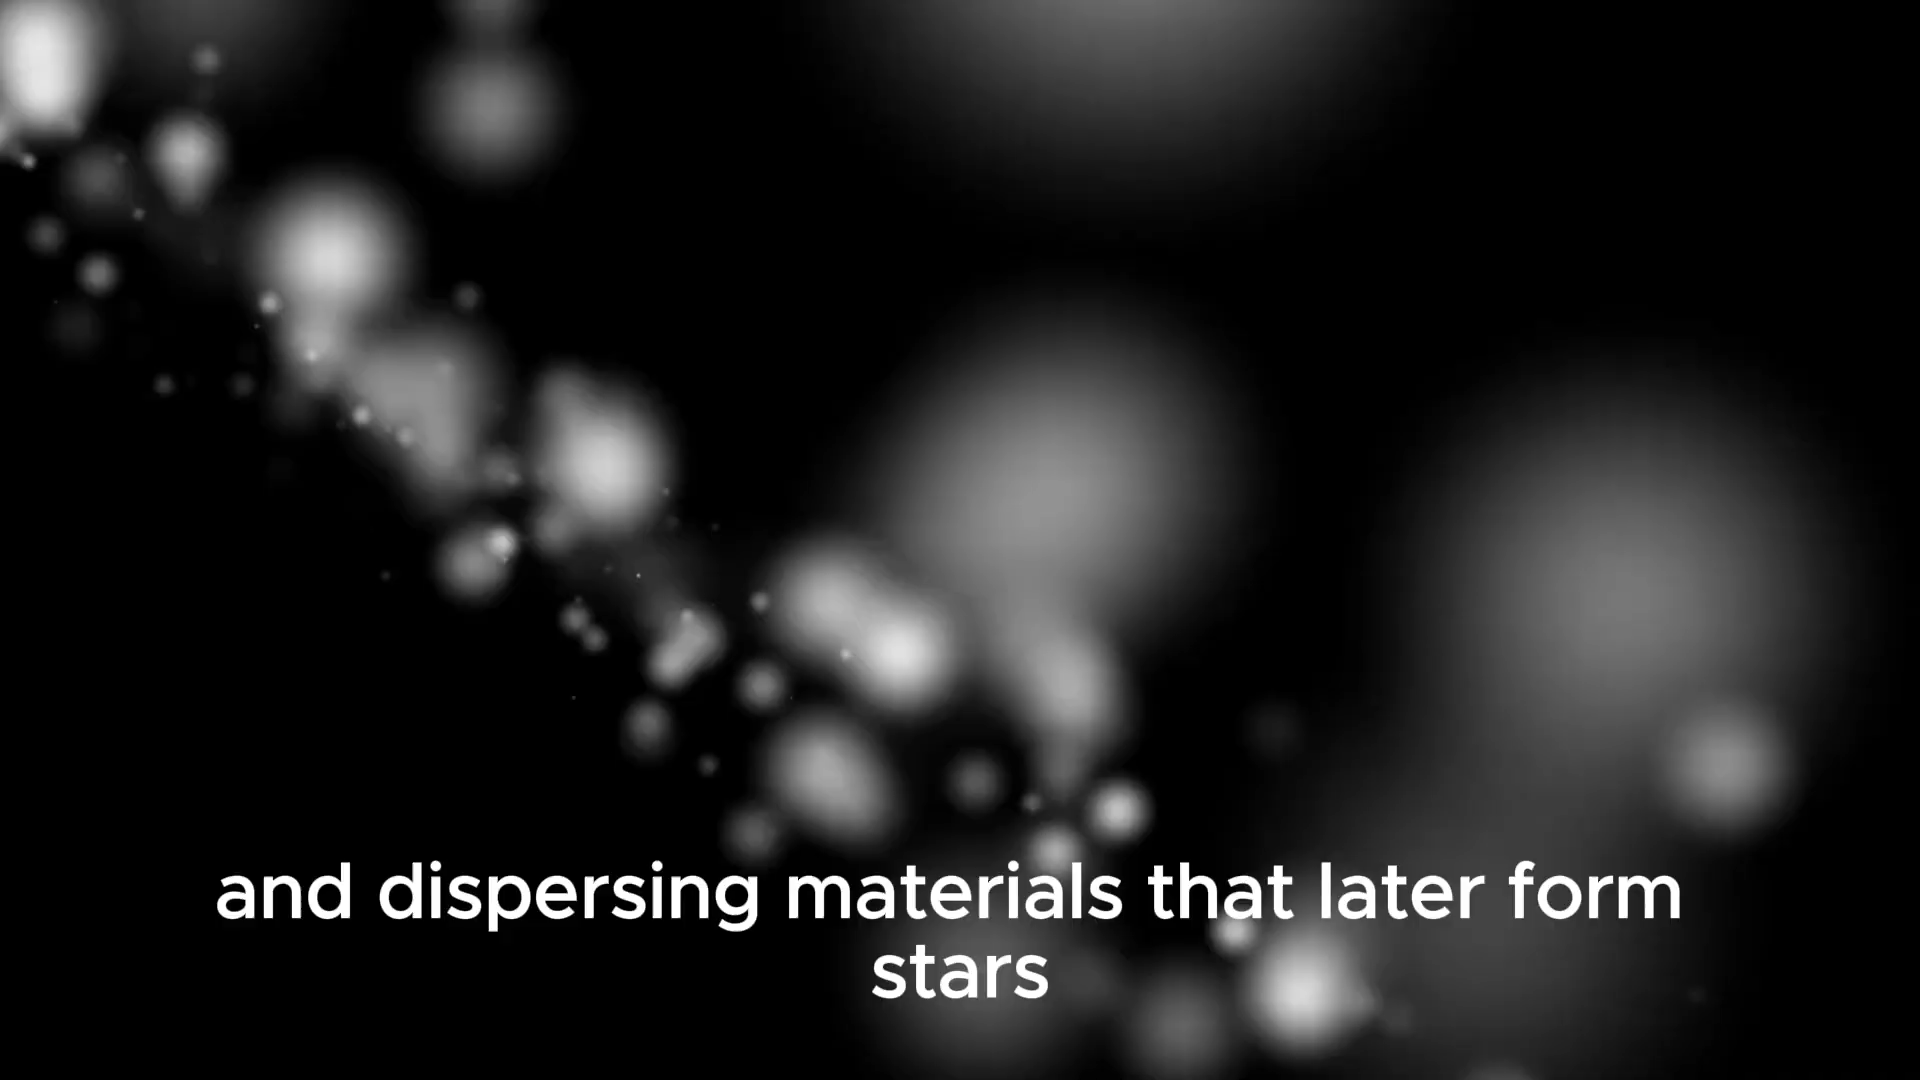 and dispersing materials that later form
stars